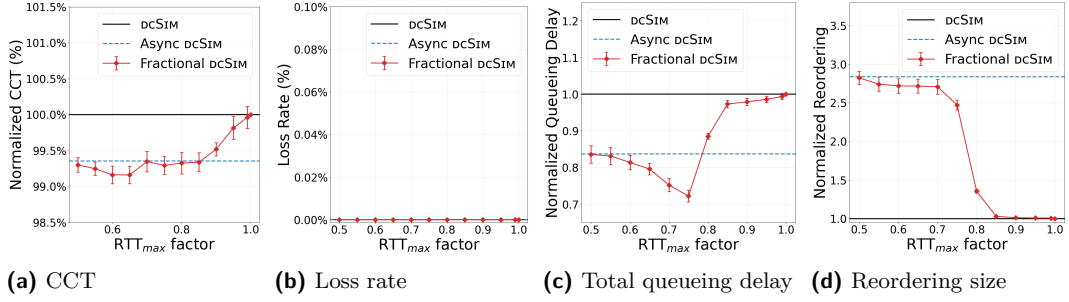 101.5%
101.0%
100.5%
100.0%
99.5%
99.0%
98.5%
Normalized CCT (%)
DCSIM
Async DCSIM
Fractional DCSIM
0.6
0.8
1.0
RTTmax factor
(a) CCT
0.10%
0.08%
0.06%
0.04%
0.02%
0.00%
Loss Rate (%)
DCSIM
Async DCSIM
Fractional DCSIM
0.5 0.6 0.7 0.8 0.9 1.0
RTTmax factor
(b) Loss rate
1.2
1.1
1.0
0.9
0.8
0.7
Normalized Queueing Delay
DCSIM
Async DCSIM
Fractional DCSIM
0.5 0.6 0.7 0.8 0.9 1.0
RTTmax factor
(c) Total queueing delay
3.5
3.0
2.5
2.0
1.5
1.0
Normalized Reordering
DCSIM
Async DCSIM
Fractional DCSIM
0.5 0.6 0.7 0.8 0.9 1.0
RTTmax factor
(d) Reordering size